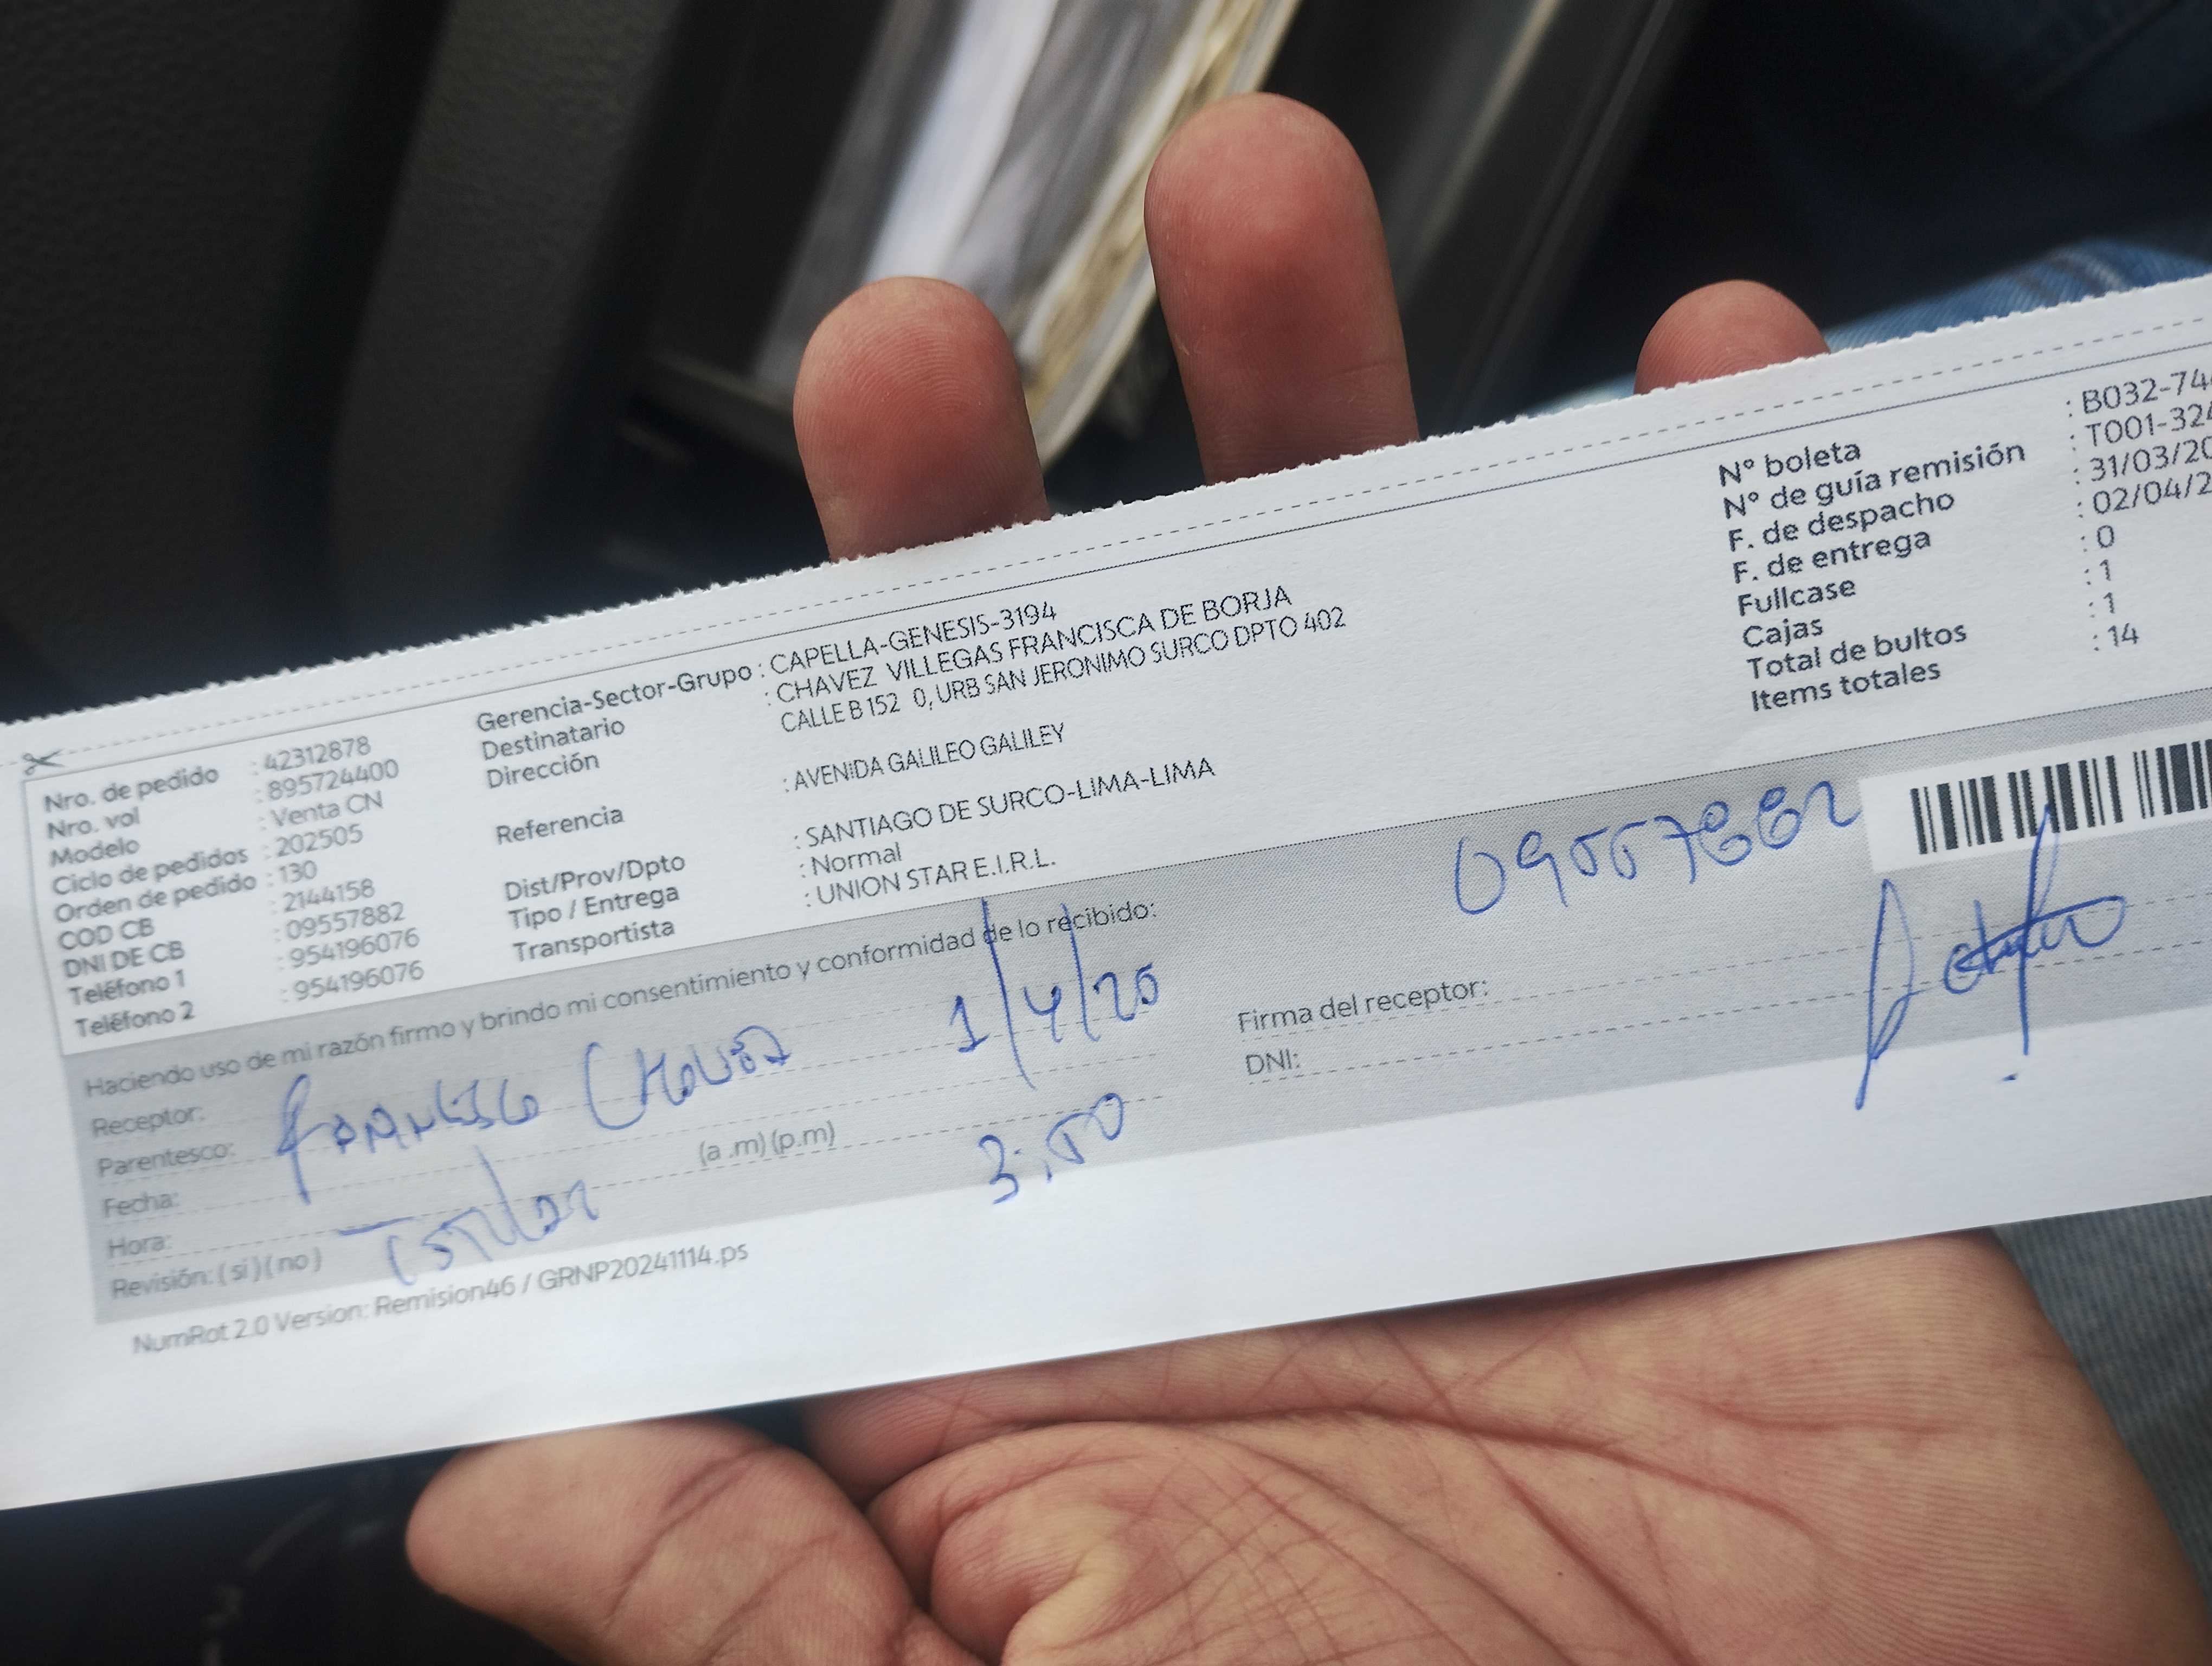 Nro. de pedido : 42312878
Nro. vol : 895724400
Modelo : Venta CN
Ciclo de pedidos : 202505
Orden de pedido : 130
COD CB : 2144158
DNI DE CB : 09557882
Teléfono 1 : 954196076
Teléfono 2 : 954196076
Gerencia-Sector-Grupo : CAPELLA-GENESIS-3194
Destinatario : CHAVEZ VILLEGAS FRANCISCA DE BORJA
Dirección CALLE B 152 0, URB SAN JERONIMO SURCO DPTO 402
Referencia : AVENIDA GALILEO GALILEY
Dist/Prov/Dpto : SANTIAGO DE SURCO-LIMA-LIMA
Tipo / Entrega : Normal
Transportista : UNION STAR E.I.R.L.
N° boleta : B032-74
N° de guía remisión : T001-32
F. de despacho : 31/03/20
F. de entrega : 02/04/2
Fullcase : 0
Cajas : 1
Total de bultos : 1
Items totales : 14
Haciendo uso de mi razón firmo y brindo mi consentimiento y conformidad de lo recibido:
Receptor:
Parentesco:
Fecha:
Hora: (a .m) (p.m)
Revisión: ( si ) ( no )
1/4/25
3:50
09557882
Firma del receptor:
DNI:
NumRot 2.0 Version: Remision46 / GRNP20241114.ps